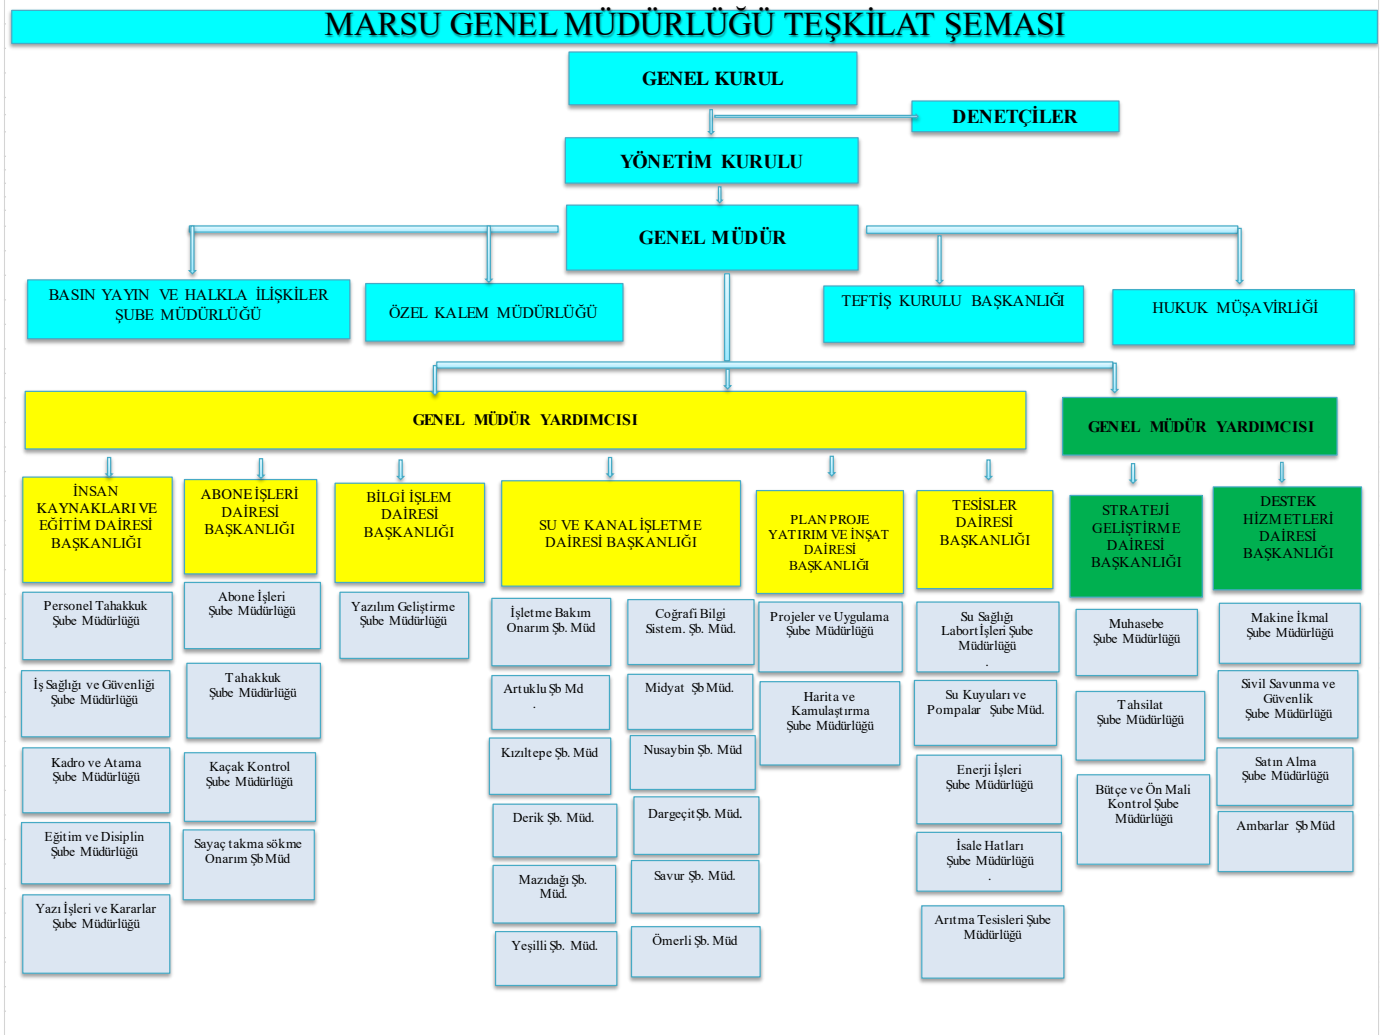 MARSU GENEL MÜDÜRLÜĞÜ TEŞKİLAT ŞEMASI
GENEL KURUL
DENETÇİLER
YÖNETİM KURULU
GENEL MÜDÜR
BASIN YAYIN VE HALKLA İLİŞKİLER
ŞUBE MÜDÜRLÜĞÜ
ÖZEL KALEM MÜDÜRLÜĞÜ
TEFTİŞ KURULU BAŞKANLIĞI
HUKUK MÜŞAVİRLİĞİ
GENEL MÜDÜR YARDIMCISI
GENEL MÜDÜR YARDIMCISI
İNSAN
KAYNAKLARI VE
EĞİTİM DAİRESİ
BAŞKANLIĞI
Personel Tahakkuk
Şube Müdürlüğü
İş Sağlığı ve Güvenliği
Şube Müdürlüğü
Kadro ve Atama
Şube Müdürlüğü
Eğitim ve Disiplin
Şube Müdürlüğü
Yazı İşleri ve Kararlar
Şube Müdürlüğü
ABONE İŞLERİ
DAİRESİ
BAŞKANLIĞI
Abone İşleri
Şube Müdürlüğü
Tahakkuk
Şube Müdürlüğü
Kaçak Kontrol
Şube Müdürlüğü
Sayaç takma sökme
Onarım Şb Müd
BİLGİ İŞLEM
DAİRESİ
BAŞKANLIĞI
Yazılım Geliştirme
Şube Müdürlüğü
SU VE KANAL İŞLETME
DAİRESİ BAŞKANLIĞI
İşletme Bakım
Onarım Şb. Müd
Artuklu Şb Md
.
Kızıltepe Şb. Müd
Derik Şb. Müd.
Mazıdağı Şb.
Müd.
Yeşilli Şb. Müd.
Coğrafi Bilgi
Sistem. Şb. Müd.
Midyat Şb Müd.
Nusaybin Şb. Müd
Dargeçit Şb. Müd.
Savur Şb. Müd.
Ömerli Şb. Müd
PLAN PROJE
YATIRIM VE İNŞAT
DAİRESİ
BAŞKANLIĞI
Projeler ve Uygulama
Şube Müdürlüğü
Harita ve
Kamulaştırma
Şube Müdürlüğü
TESİSLER
DAİRESİ
BAŞKANLIĞI
Su Sağlığı
Labort İşleri Şube
Müdürlüğü
.
Su Kuyuları ve
Pompalar Şube Müd.
Enerji İşleri
Şube Müdürlüğü
İsale Hatları
Şube Müdürlüğü
.
Arıtma Tesisleri Şube
Müdürlüğü
STRATEJİ
GELİŞTİRME
DAİRESİ
BAŞKANLIĞI
Muhasebe
Şube Müdürlüğü
Tahsilat
Şube Müdürlüğü
Bütçe ve Ön Mali
Kontrol Şube
Müdürlüğü
DESTEK
HİZMETLERİ
DAİRESİ
BAŞKANLIĞI
Makine İkmal
Şube Müdürlüğü
Sivil Savunma ve
Güvenlik
Şube Müdürlüğü
Satın Alma
Şube Müdürlüğü
Ambarlar Şb Müd